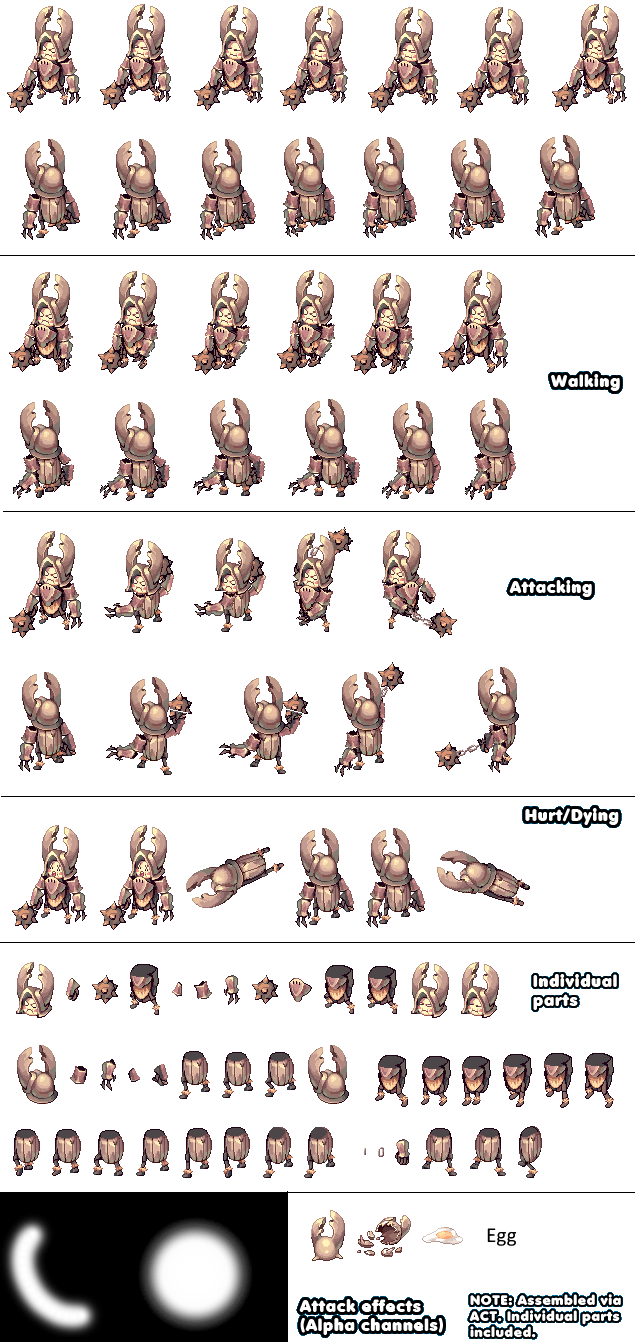 Walking
Attacking
Hurt/Dying
Individual
parts
Egg
Attack effects
(Alpha channels)
NOTE: Assembled via
ACT. Individual parts
included.